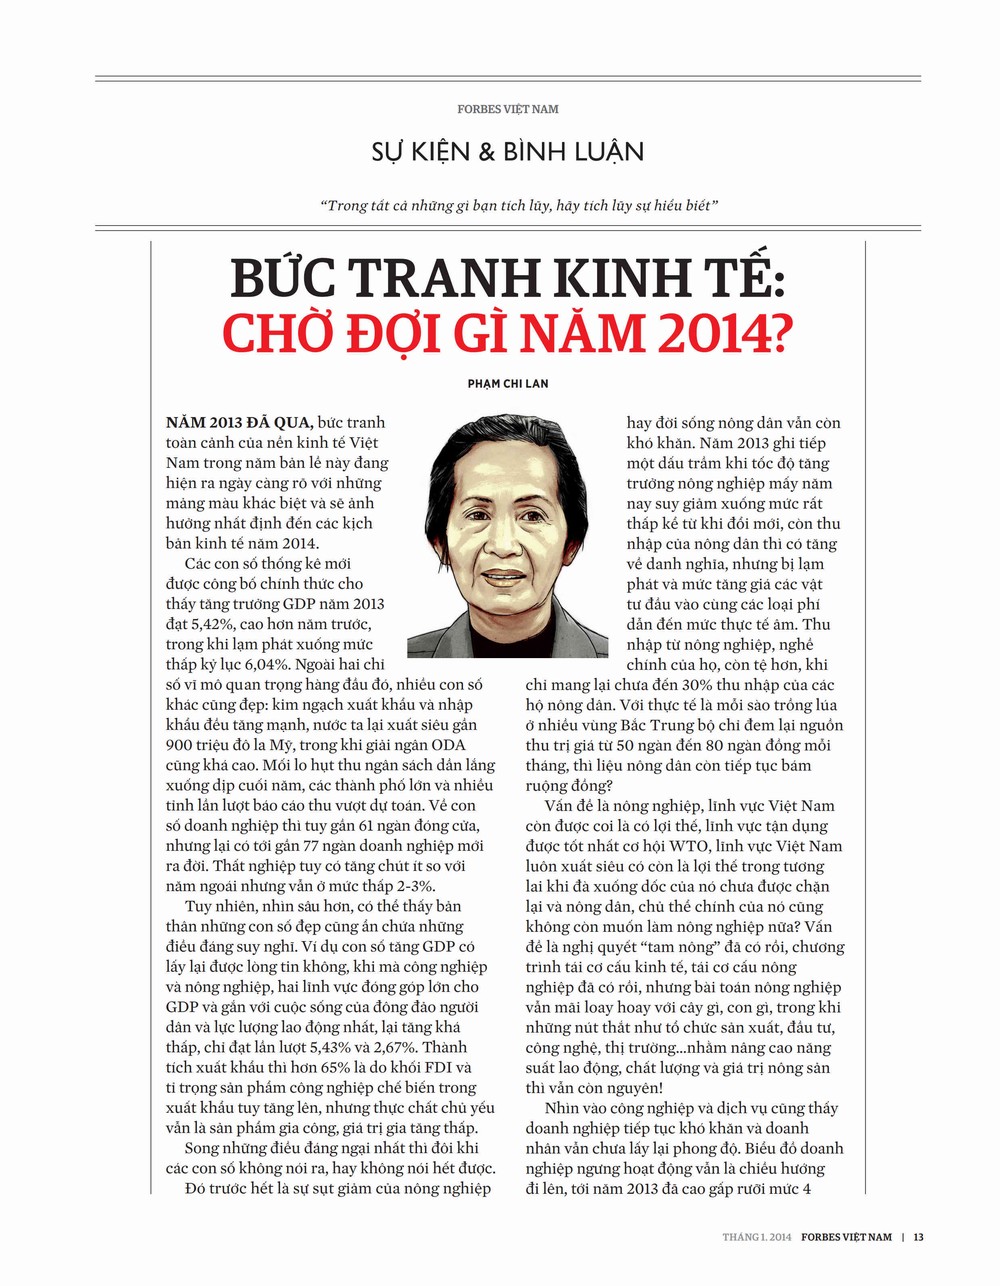 FORBES VIỆT NAM
SỰ KIỆN & BÌNH LUẬN
“Trong tất cả những gì bạn tích lũy, hãy tích lũy sự hiểu biết”
BỨC TRANH KINH TẾ:
CHỜ ĐỢI GÌ NĂM 2014?
PHẠM CHI LAN
NĂM 2013 ĐÃ QUA, bức tranh
toàn cảnh của nền kinh tế Việt
Nam trong năm bản lề này đang
hiện ra ngày càng rõ với những
mảng màu khác biệt và sẽ ảnh
hưởng nhất định đến các kịch
bản kinh tế năm 2014.
Các con số thống kê mới
được công bố chính thức cho
thấy tăng trưởng GDP năm 2013
đạt 5,42%, cao hơn năm trước,
trong khi lạm phát xuống mức
thấp kỷ lục 6,04%. Ngoài hai chỉ
số vĩ mô quan trọng hàng đầu đó, nhiều con số
khác cũng đẹp: kim ngạch xuất khẩu và nhập
khẩu đều tăng mạnh, nước ta lại xuất siêu gần
900 triệu đô la Mỹ, trong khi giải ngân ODA
cũng khá cao. Mối lo hụt thu ngân sách dần lắng
xuống dịp cuối năm, các thành phố lớn và nhiều
tỉnh lần lượt báo cáo thu vượt dự toán. Về con
số doanh nghiệp thì tuy gần 61 ngàn đóng cửa,
nhưng lại có tới gần 77 ngàn doanh nghiệp mới
ra đời. Thất nghiệp tuy có tăng chút ít so với
năm ngoái nhưng vẫn ở mức thấp 2-3%.
Tuy nhiên, nhìn sâu hơn, có thể thấy bản
thân những con số đẹp cũng ẩn chứa những
điều đáng suy nghĩ. Ví dụ con số tăng GDP có
lấy lại được lòng tin không, khi mà công nghiệp
và nông nghiệp, hai lĩnh vực đóng góp lớn cho
GDP và gắn với cuộc sống của đông đảo người
dân và lực lượng lao động nhất, lại tăng khá
thấp, chỉ đạt lần lượt 5,43% và 2,67%. Thành
tích xuất khẩu thì hơn 65% là do khối FDI và
tỉ trọng sản phẩm công nghiệp chế biến trong
xuất khẩu tuy tăng lên, nhưng thực chất chủ yếu
vẫn là sản phẩm gia công, giá trị gia tăng thấp.
Song những điều đáng ngại nhất thì đôi khi
các con số không nói ra, hay không nói hết được.
Đó trước hết là sự sụt giảm của nông nghiệp
hay đời sống nông dân vẫn còn
khó khăn. Năm 2013 ghi tiếp
một dấu trầm khi tốc độ tăng
trưởng nông nghiệp mấy năm
nay suy giảm xuống mức rất
thấp kể từ khi đổi mới, còn thu
nhập của nông dân thì có tăng
về danh nghĩa, nhưng bị lạm
phát và mức tăng giá các vật
tư đầu vào cùng các loại phí
dẫn đến mức thực tế âm. Thu
nhập từ nông nghiệp, nghề
chính của họ, còn tệ hơn, khi
chỉ mang lại chưa đến 30% thu nhập của các
hộ nông dân. Với thực tế là mỗi sào trồng lúa
ở nhiều vùng Bắc Trung bộ chỉ đem lại nguồn
thu trị giá từ 50 ngàn đến 80 ngàn đồng mỗi
tháng, thì liệu nông dân còn tiếp tục bám
ruộng đồng?
Vấn đề là nông nghiệp, lĩnh vực Việt Nam
còn được coi là có lợi thế, lĩnh vực tận dụng
được tốt nhất cơ hội WTO, lĩnh vực Việt Nam
luôn xuất siêu có còn là lợi thế trong tương
lai khi đà xuống dốc của nó chưa được chặn
lại và nông dân, chủ thể chính của nó cũng
không còn muốn làm nông nghiệp nữa? Vấn
đề là nghị quyết “tam nông” đã có rồi, chương
trình tái cơ cấu kinh tế, tái cơ cấu nông
nghiệp đã có rồi, nhưng bài toán nông nghiệp
vẫn mãi loay hoay với cây gì, con gì, trong khi
những nút thắt như tổ chức sản xuất, đầu tư,
công nghệ, thị trường...nhằm nâng cao năng
suất lao động, chất lượng và giá trị nông sản
thì vẫn còn nguyên!
Nhìn vào công nghiệp và dịch vụ cũng thấy
doanh nghiệp tiếp tục khó khăn và doanh
nhân vẫn chưa lấy lại phong độ. Biểu đồ doanh
nghiệp ngưng hoạt động vẫn là chiều hướng
đi lên, tới năm 2013 đã cao gấp rưỡi mức 4
THÁNG 1. 2014 FORBES VIỆT NAM | 13